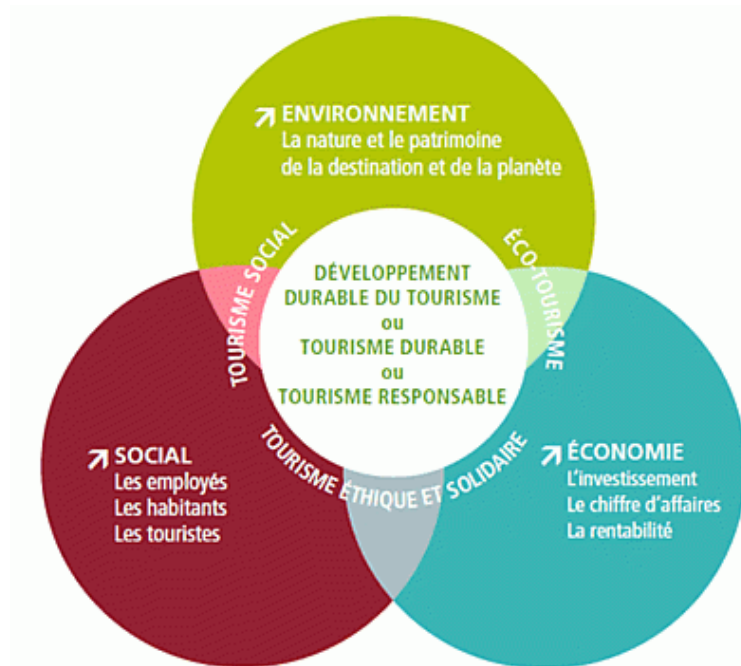 ENVIRONNEMENT
La nature et le patrimoine
de la destination et de la planète
TOURISME SOCIAL
ÉCO-TOURISME
DÉVELOPPEMENT
DURABLE DU TOURISME
ou
TOURISME DURABLE
ou
TOURISME RESPONSABLE
TOURISME ÉTHIQUE ET SOLIDAIRE
SOCIAL
Les employés
Les habitants
Les touristes
ÉCONOMIE
L'investissement
Le chiffre d'affaires
La rentabilité